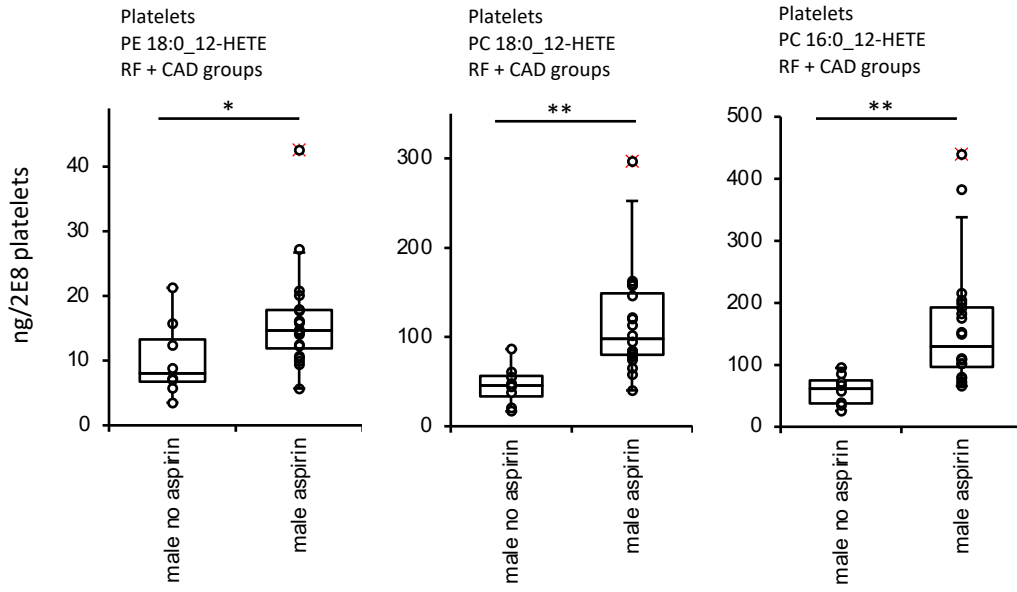 Platelets
PE 18:0_12-HETE
RF + CAD groups
Platelets
PC 18:0_12-HETE
RF + CAD groups
Platelets
PC 16:0_12-HETE
RF + CAD groups
*
**
**
ng/2E8 platelets
40
30
20
10
0
300
200
100
0
500
400
300
200
100
0
male no aspirin
male aspirin
male no aspirin
male aspirin
male no aspirin
male aspirin